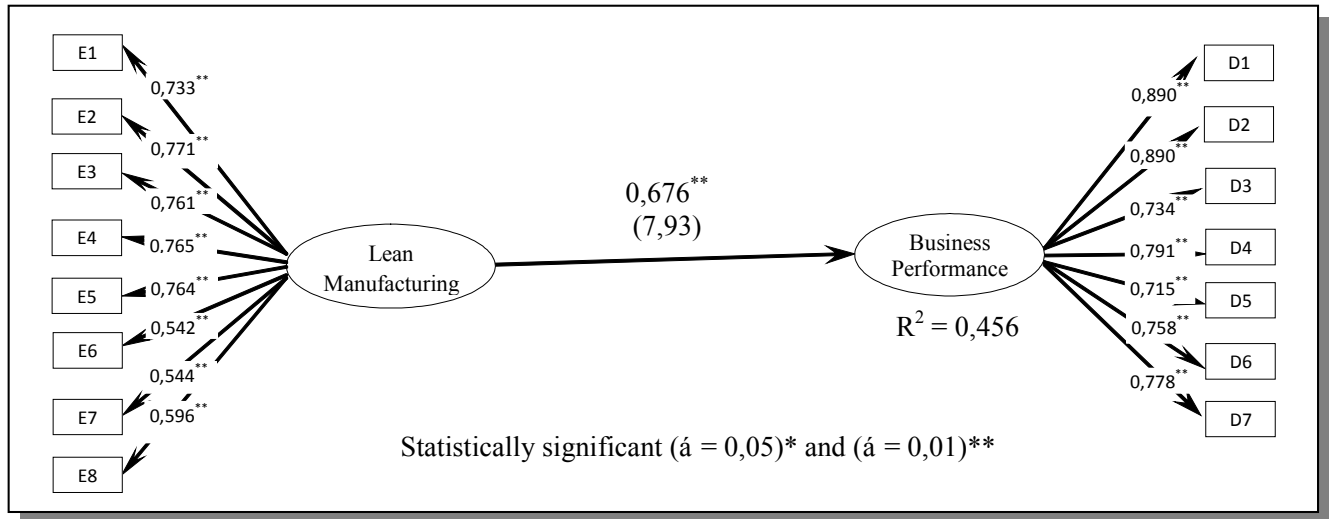 E1
0,733**
E2
0,771**
E3
0,761**
E4
0,765**
E5
0,764**
E6
0,542**
E7
0,544**
E8
0,596**
Lean
Manufacturing
0,676**
(7,93)
Business
Performance
R² = 0,456
D1
0,890**
D2
0,890**
D3
0,734**
D4
0,791**
D5
0,715**
D6
0,758**
D7
0,778**
Statistically significant (á = 0,05)* and (á = 0,01)**